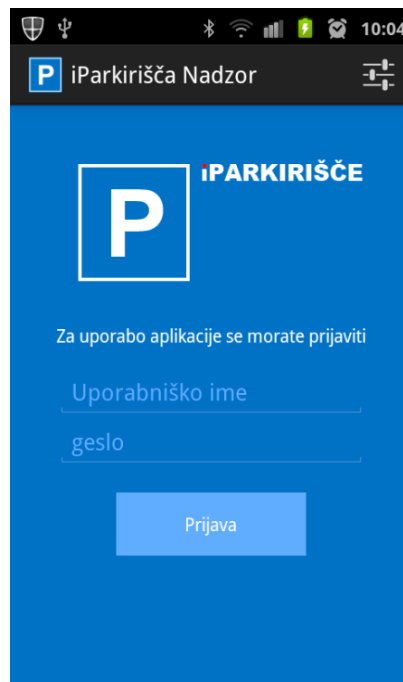 10:04
P iParkirišča Nadzor
P
iPARKIRIŠČE
Za uporabo aplikacije se morate prijaviti
Uporabniško ime
geslo
Prijava